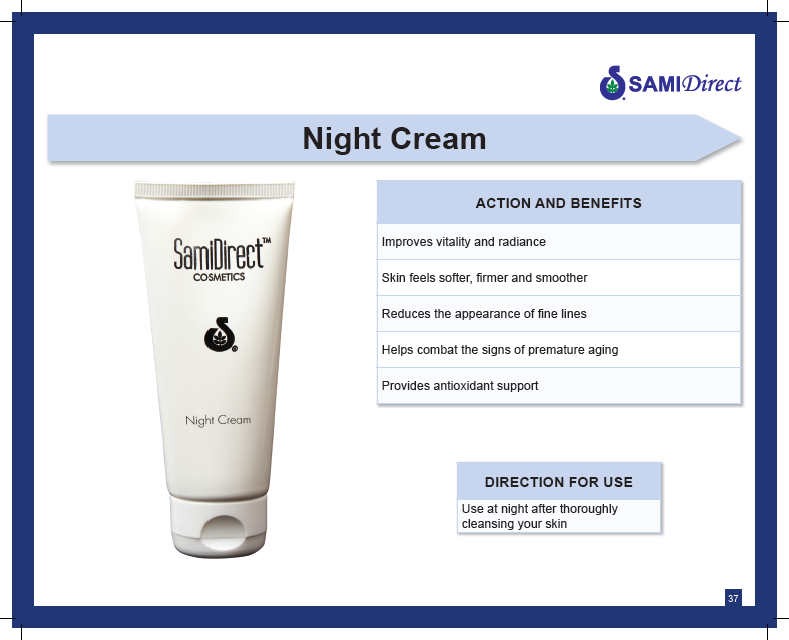 SAMIDirect
Night Cream
SamiDirect™
COSMETICS
®
Night Cream
ACTION AND BENEFITS
Improves vitality and radiance
Skin feels softer, firmer and smoother
Reduces the appearance of fine lines
Helps combat the signs of premature aging
Provides antioxidant support
DIRECTION FOR USE
Use at night after thoroughly
cleansing your skin
37